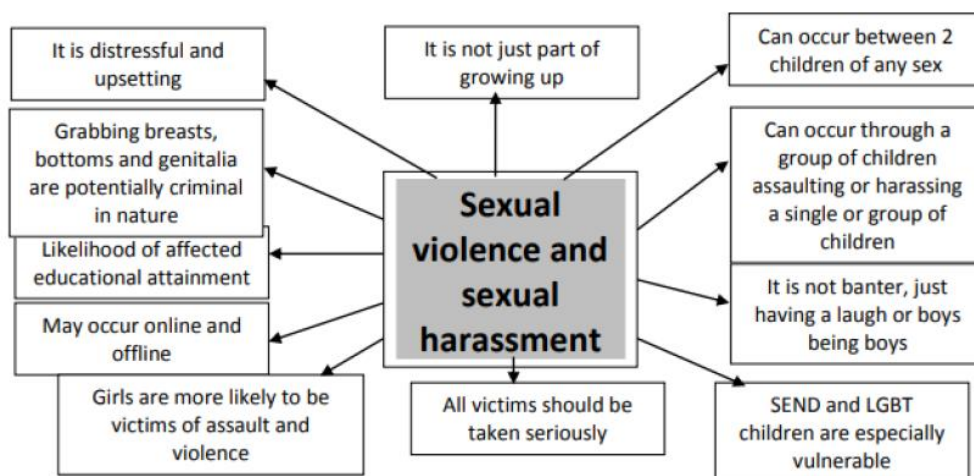 It is distressful and
upsetting
It is not just part of
growing up
Can occur between 2
children of any sex
Grabbing breasts,
bottoms and genitalia
are potentially criminal
in nature
Can occur through a
group of children
assaulting or harassing
a single or group of
children
Sexual
violence and
sexual
harassment
Likelihood of affected
educational attainment
It is not banter, just
having a laugh or boys
being boys
May occur online and
offline
Girls are more likely to be
victims of assault and
violence
All victims should be
taken seriously
SEND and LGBT
children are especially
vulnerable